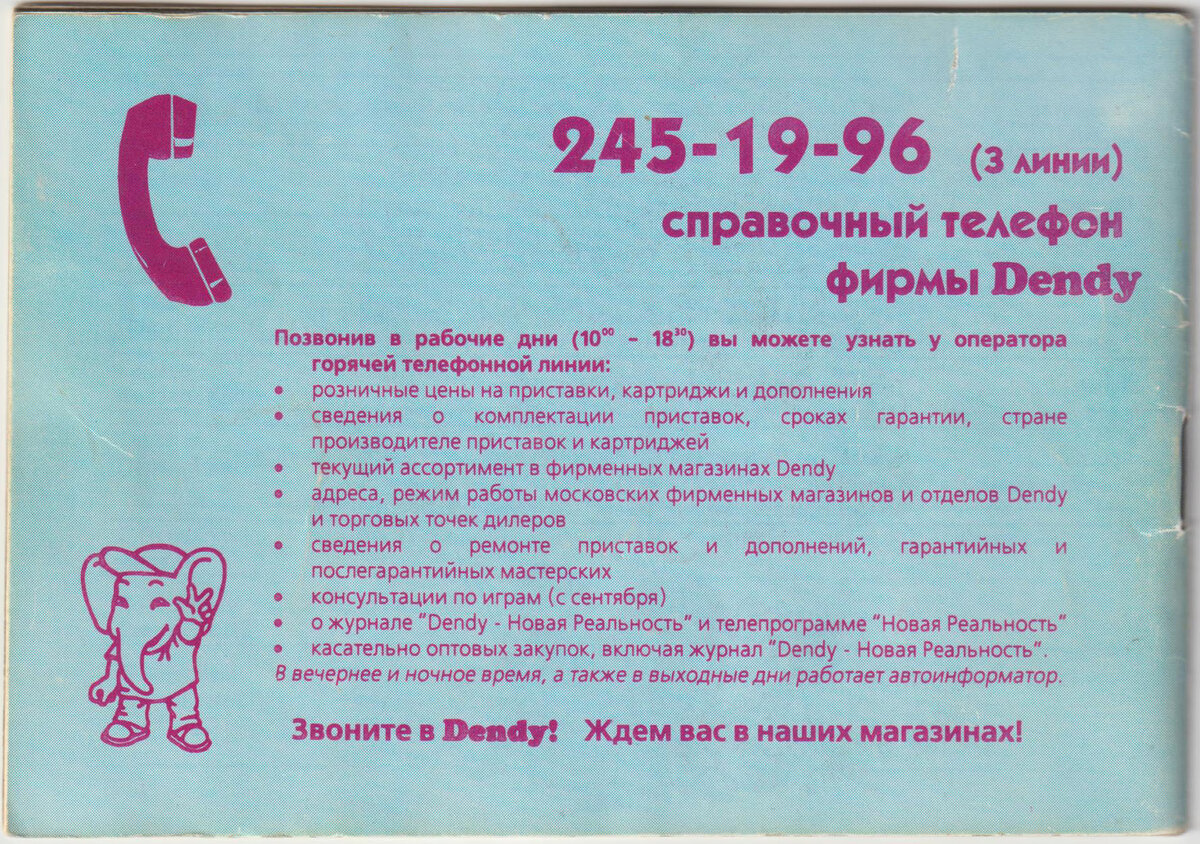 245-19-96 (3 линии)
справочный телефон
фирмы Dendy
Позвонив в рабочие дни (10⁰⁰ - 18³⁰) вы можете узнать у оператора
горячей телефонной линии:
• розничные цены на приставки, картриджи и дополнения
• сведения о комплектации приставок, сроках гарантии, стране
производителе приставок и картриджей
• текущий ассортимент в фирменных магазинах Dendy
• адреса, режим работы московских фирменных магазинов и отделов Dendy
и торговых точек дилеров
• сведения о ремонте приставок и дополнений, гарантийных и
послегарантийных мастерских
• консультации по играм (с сентября)
• о журнале "Dendy - Новая Реальность" и телепрограмме "Новая Реальность"
• касательно оптовых закупок, включая журнал "Dendy - Новая Реальность".
В вечернее и ночное время, а также в выходные дни работает автоинформатор.
Звоните в Dendy! Ждем вас в наших магазинах!